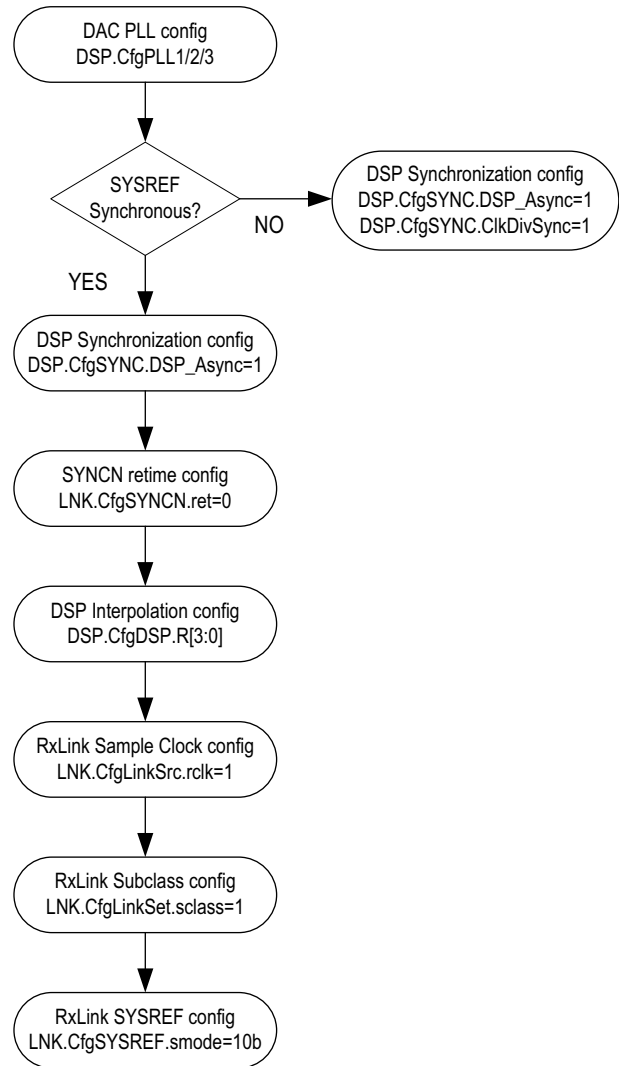 DAC PLL config
DSP.CfgPLL1/2/3
SYSREF
Synchronous?
NO
DSP Synchronization config
DSP.CfgSYNC.DSP_Async=1
DSP.CfgSYNC.ClkDivSync=1
YES
DSP Synchronization config
DSP.CfgSYNC.DSP_Async=1
SYNCN retime config
LNK.CfgSYNCN.ret=0
DSP Interpolation config
DSP.CfgDSP.R[3:0]
RxLink Sample Clock config
LNK.CfgLinkSrc.rclk=1
RxLink Subclass config
LNK.CfgLinkSet.sclass=1
RxLink SYSREF config
LNK.CfgSYSREF.smode=10b